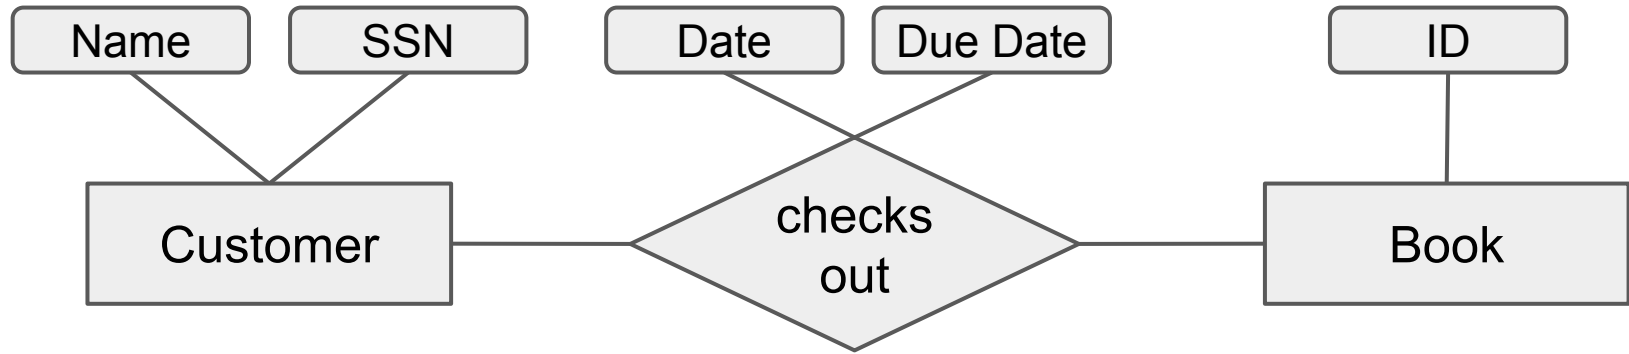 Name
SSN
Date
Due Date
ID
Customer
checks
out
Book